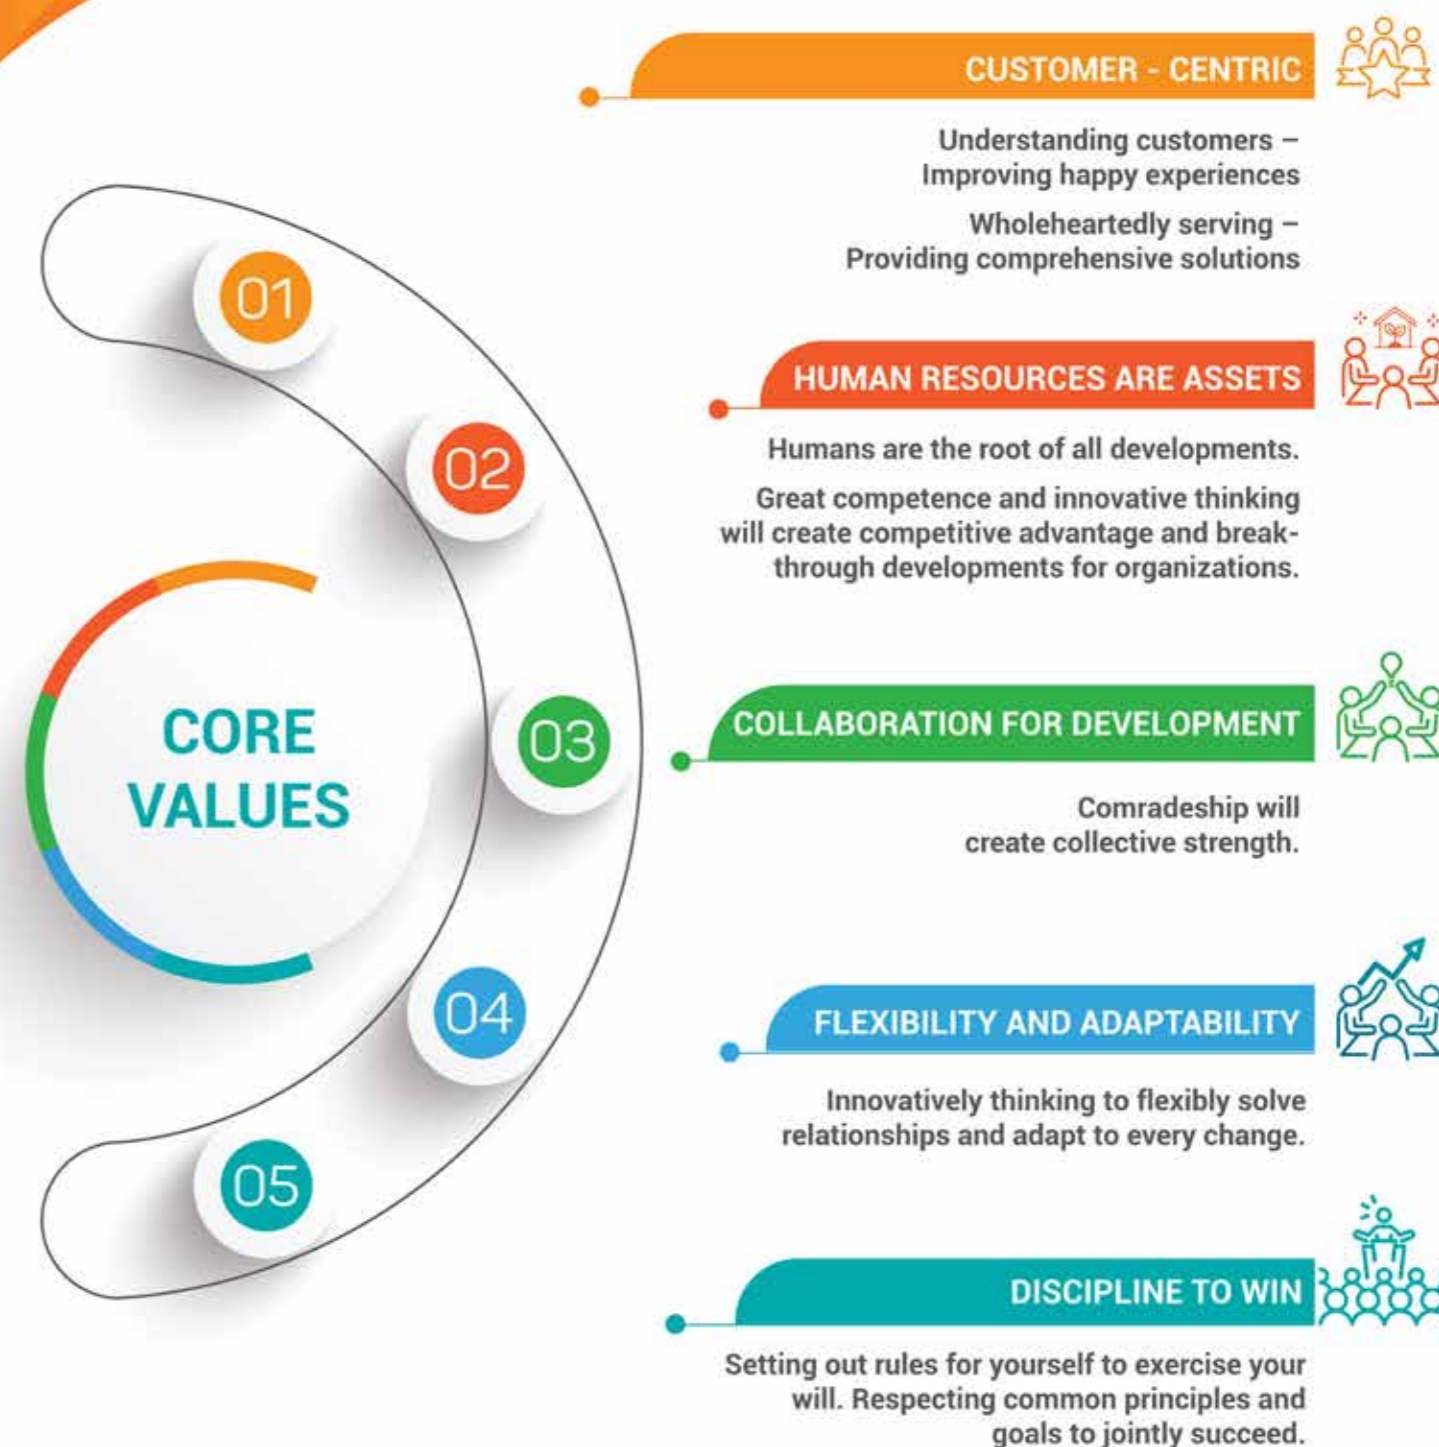 CORE
VALUES
01
02
03
04
05
CUSTOMER - CENTRIC
Understanding customers –
Improving happy experiences
Wholeheartedly serving –
Providing comprehensive solutions
HUMAN RESOURCES ARE ASSETS
Humans are the root of all developments.
Great competence and innovative thinking
will create competitive advantage and break-
through developments for organizations.
COLLABORATION FOR DEVELOPMENT
Comradeship will
create collective strength.
FLEXIBILITY AND ADAPTABILITY
Innovatively thinking to flexibly solve
relationships and adapt to every change.
DISCIPLINE TO WIN
Setting out rules for yourself to exercise your
will. Respecting common principles and
goals to jointly succeed.